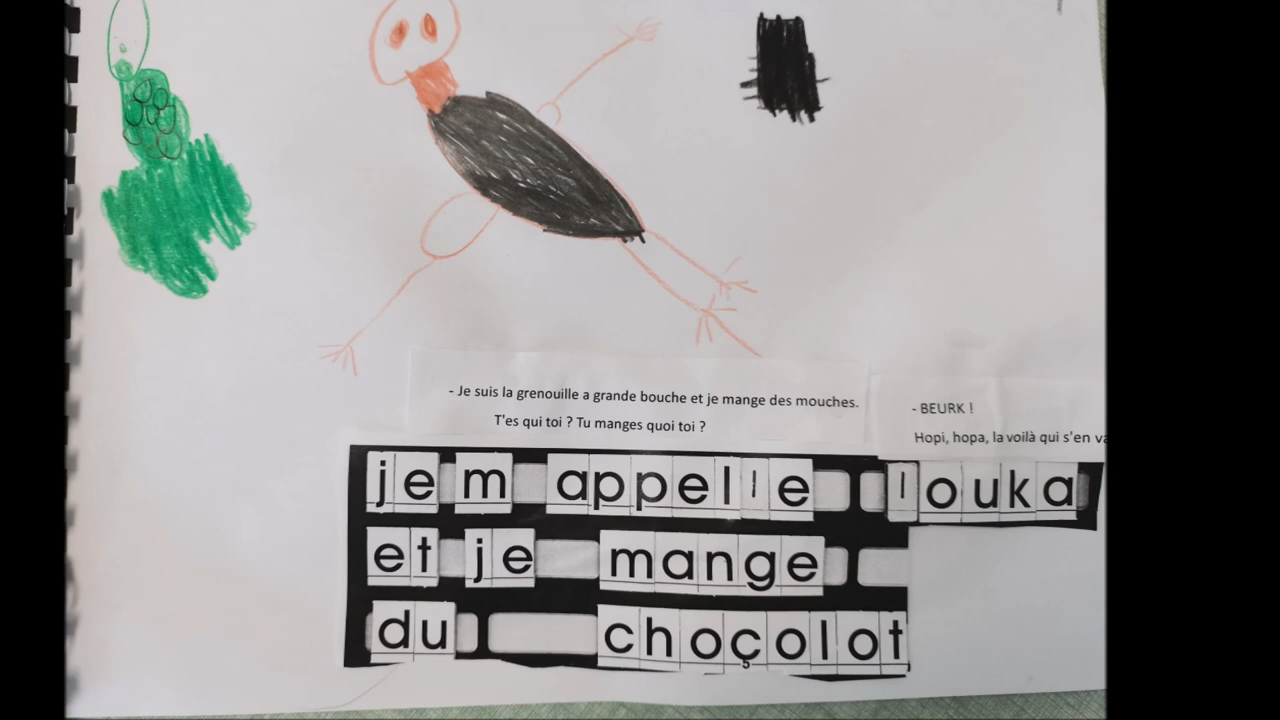 - Je suis la grenouille a grande bouche et je mange des mouches.
T'es qui toi ? Tu manges quoi toi ?
- BEURK !
Hopi, hopa, la voilà qui s'en va
je m appelle louka
et je mange
du choçolot